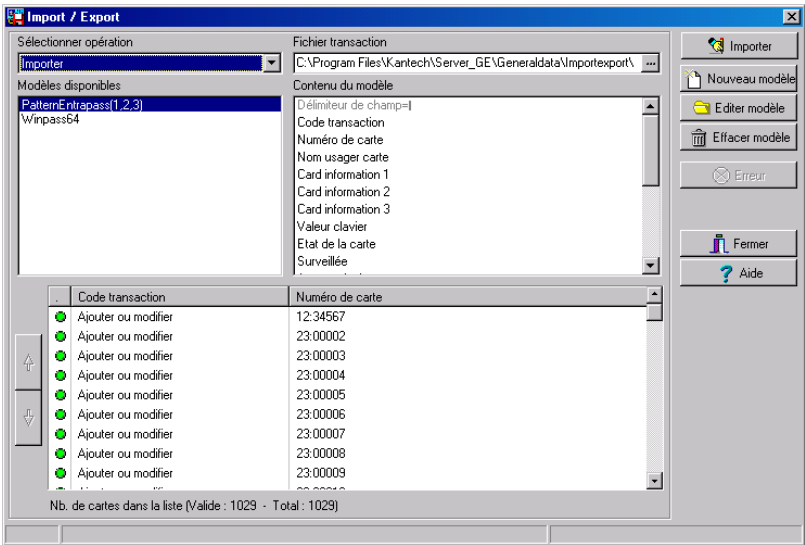 Import / Export
Sélectionner opération
Importer
Fichier transaction
C:\Program Files\Kantech\Server_GE\Generaldata\Importexport\ ...
Modèles disponibles
PatternEntrapass(1,2,3)
Winpass64
Contenu du modèle
Délimiteur de champ=|
Code transaction
Numéro de carte
Nom usager carte
Card information 1
Card information 2
Card information 3
Valeur clavier
Etat de la carte
Surveillée
Importer
Nouveau modèle
Editer modèle
Effacer modèle
Erreur
Fermer
Aide
. Code transaction Numéro de carte
Ajouter ou modifier 12:34567
Ajouter ou modifier 23:00002
Ajouter ou modifier 23:00003
Ajouter ou modifier 23:00004
Ajouter ou modifier 23:00005
Ajouter ou modifier 23:00006
Ajouter ou modifier 23:00007
Ajouter ou modifier 23:00008
Ajouter ou modifier 23:00009
Nb. de cartes dans la liste (Valide : 1029 - Total : 1029)